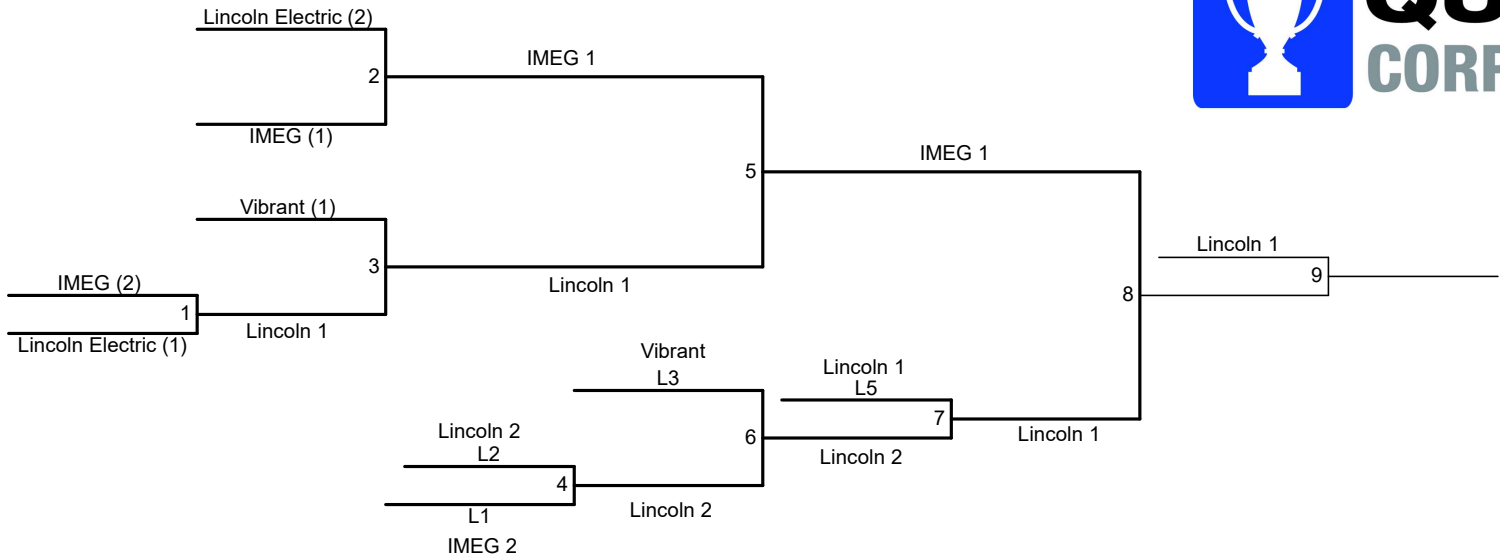 Lincoln Electric (2)
2
IMEG 1
IMEG (1)
CORP
5
IMEG 1
Vibrant (1)
3
Lincoln 1
IMEG (2)
1
Lincoln 1
Lincoln Electric (1)
Lincoln 1
9
8
Vibrant
L3
Lincoln 1
L5
7
Lincoln 1
6
Lincoln 2
Lincoln 2
L2
4
Lincoln 2
L1
IMEG 2